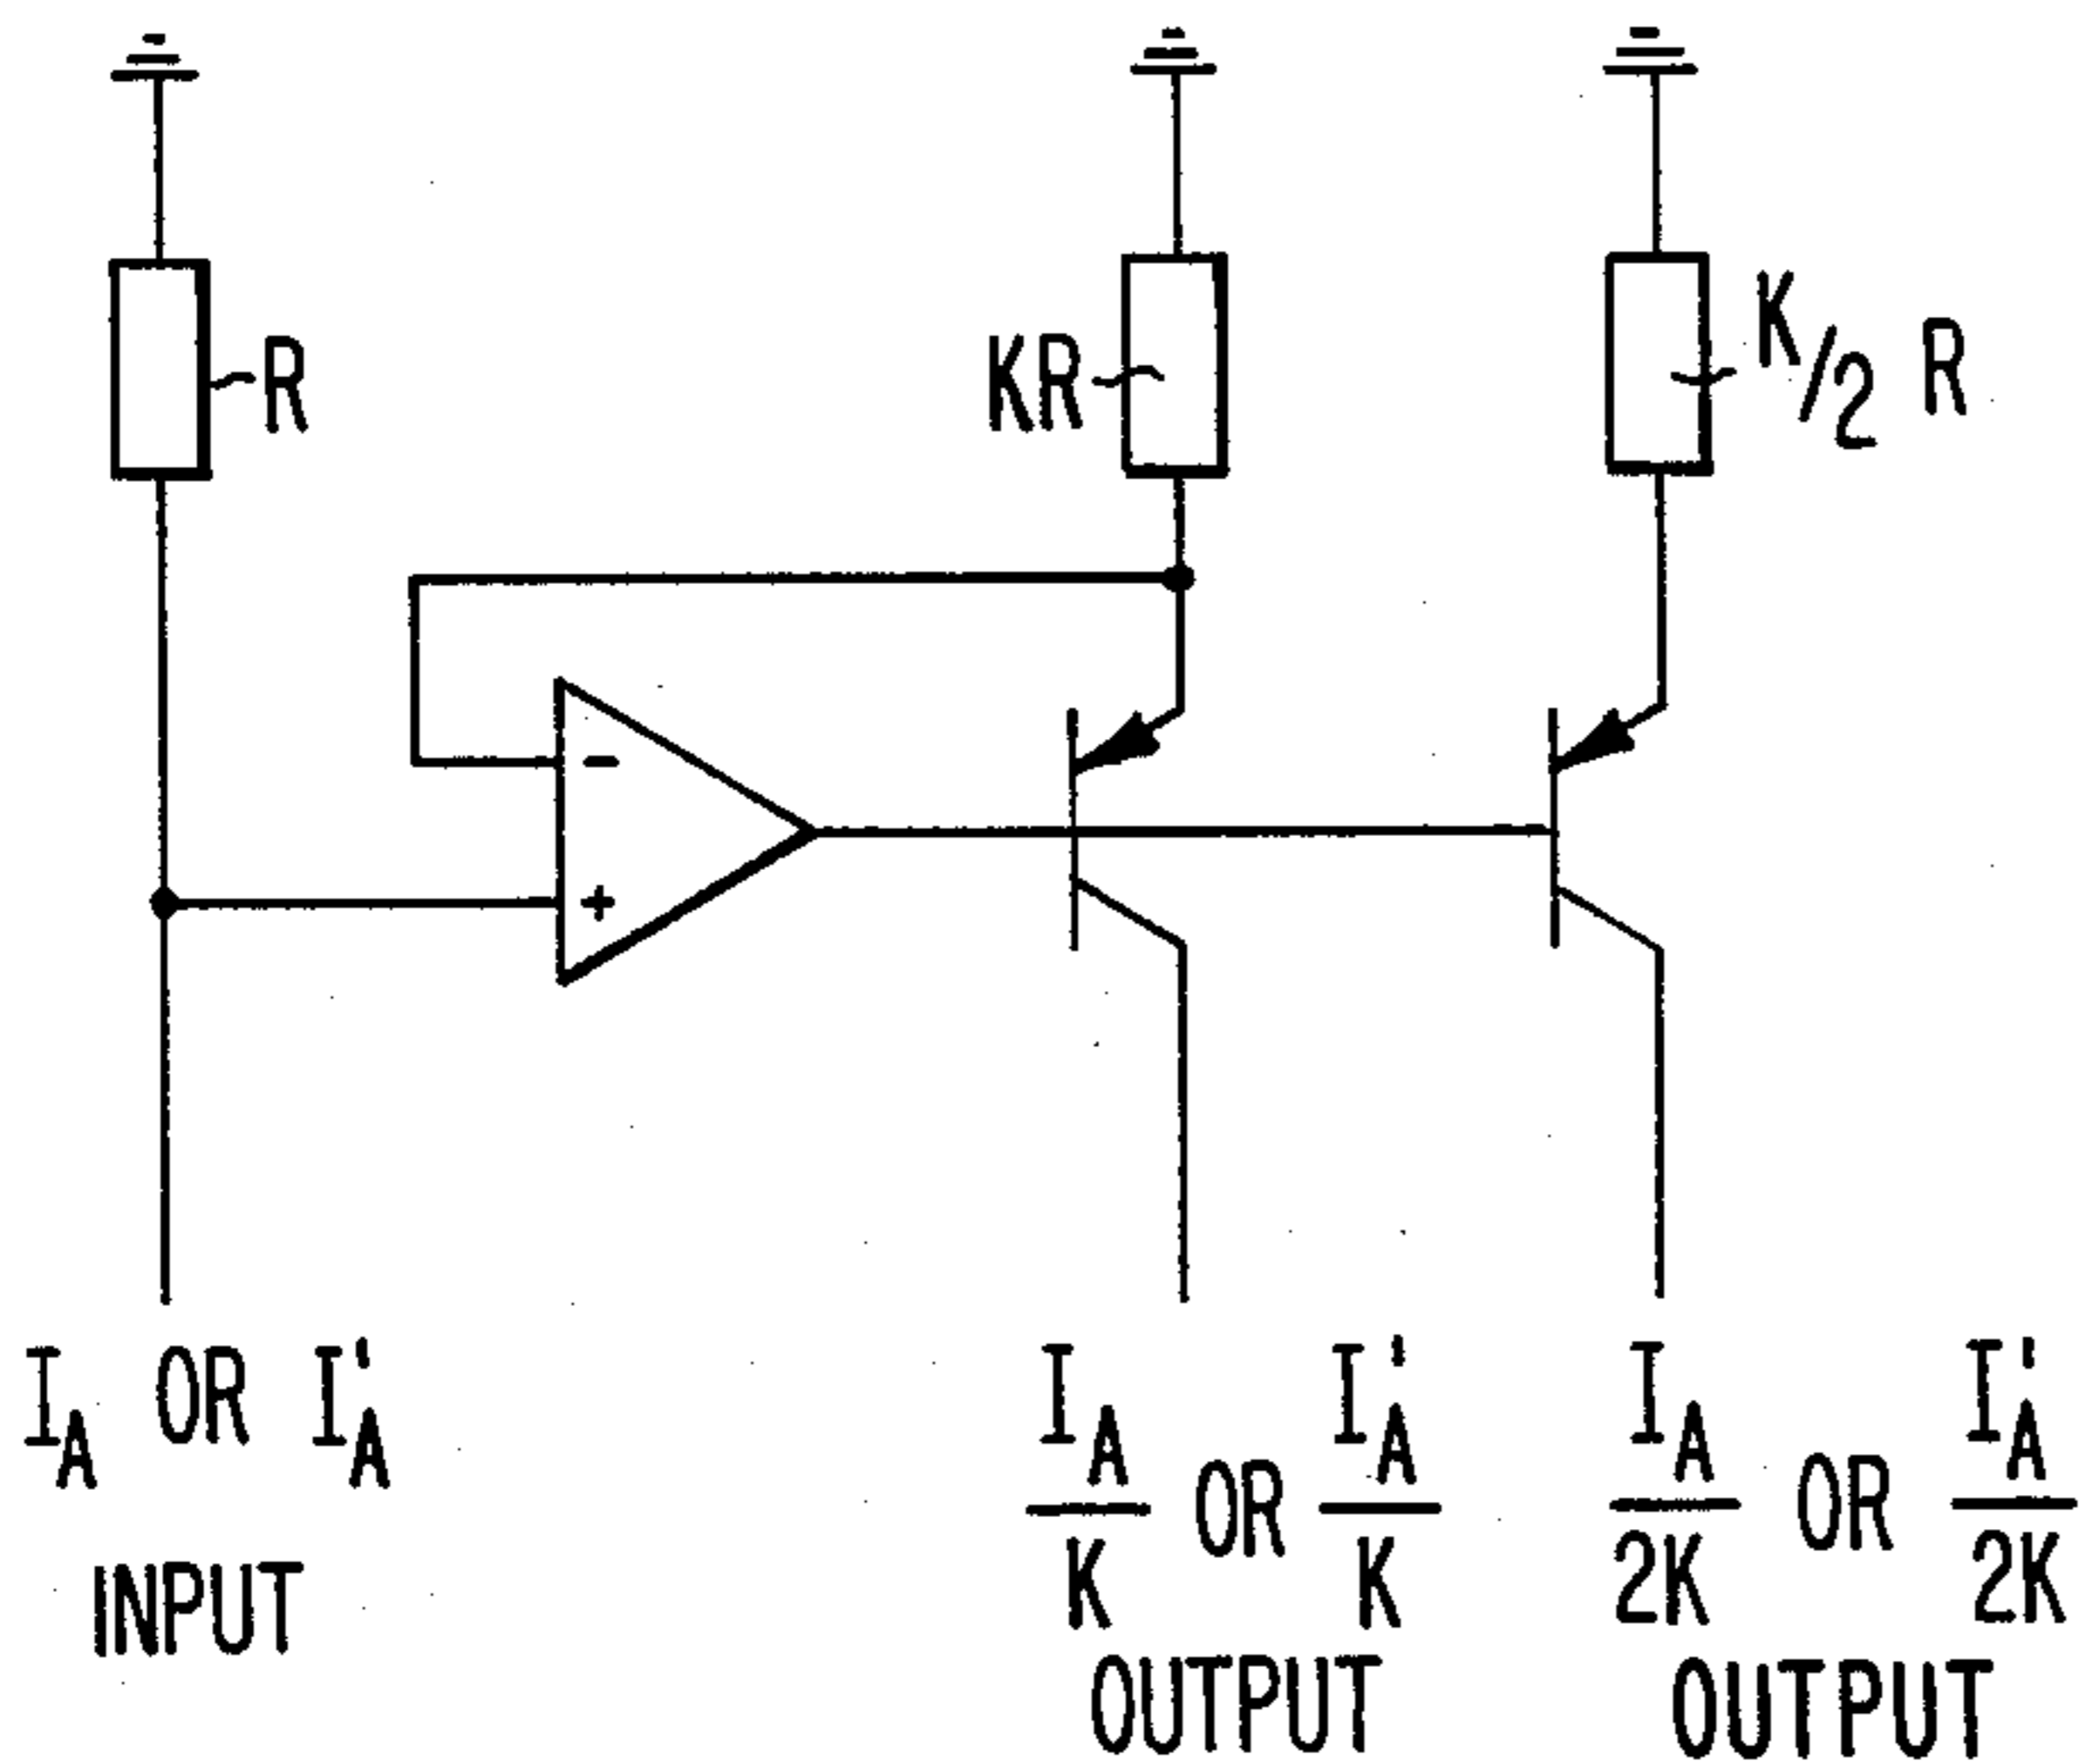 R
KR
K/2 R
-
+
I_A OR I'_A
INPUT
I_A/K OR I'_A/K
OUTPUT
I_A/2K OR I'_A/2K
OUTPUT